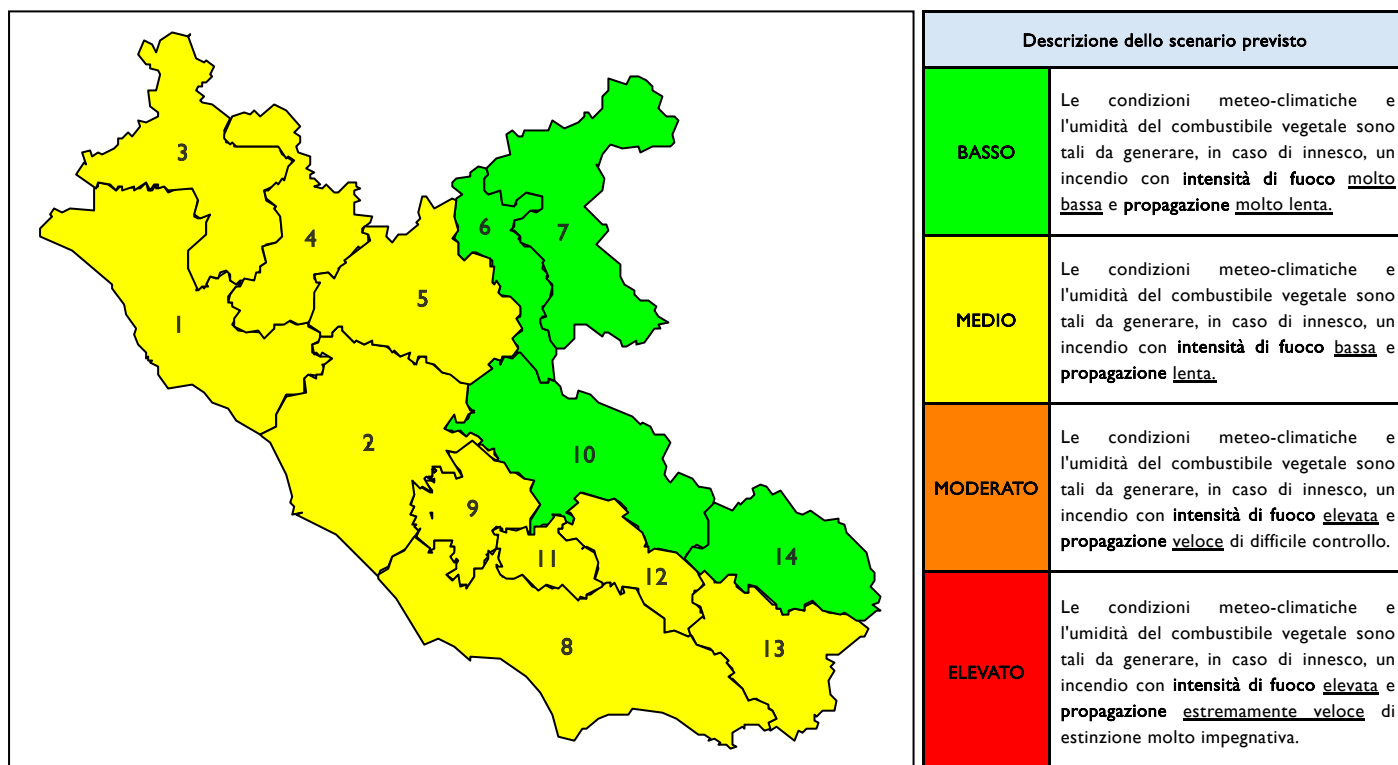 3
4
6
7
1
5
2
10
9
11
12
14
8
13
Descrizione dello scenario previsto
BASSO
Le condizioni meteo-climatiche e
l'umidità del combustibile vegetale sono
tali da generare, in caso di innesco, un
incendio con intensità di fuoco molto
bassa e propagazione molto lenta.
MEDIO
Le condizioni meteo-climatiche e
l'umidità del combustibile vegetale sono
tali da generare, in caso di innesco, un
incendio con intensità di fuoco bassa e
propagazione lenta.
MODERATO
Le condizioni meteo-climatiche e
l'umidità del combustibile vegetale sono
tali da generare, in caso di innesco, un
incendio con intensità di fuoco elevata e
propagazione veloce di difficile controllo.
ELEVATO
Le condizioni meteo-climatiche e
l'umidità del combustibile vegetale sono
tali da generare, in caso di innesco, un
incendio con intensità di fuoco elevata e
propagazione estremamente veloce di
estinzione molto impegnativa.